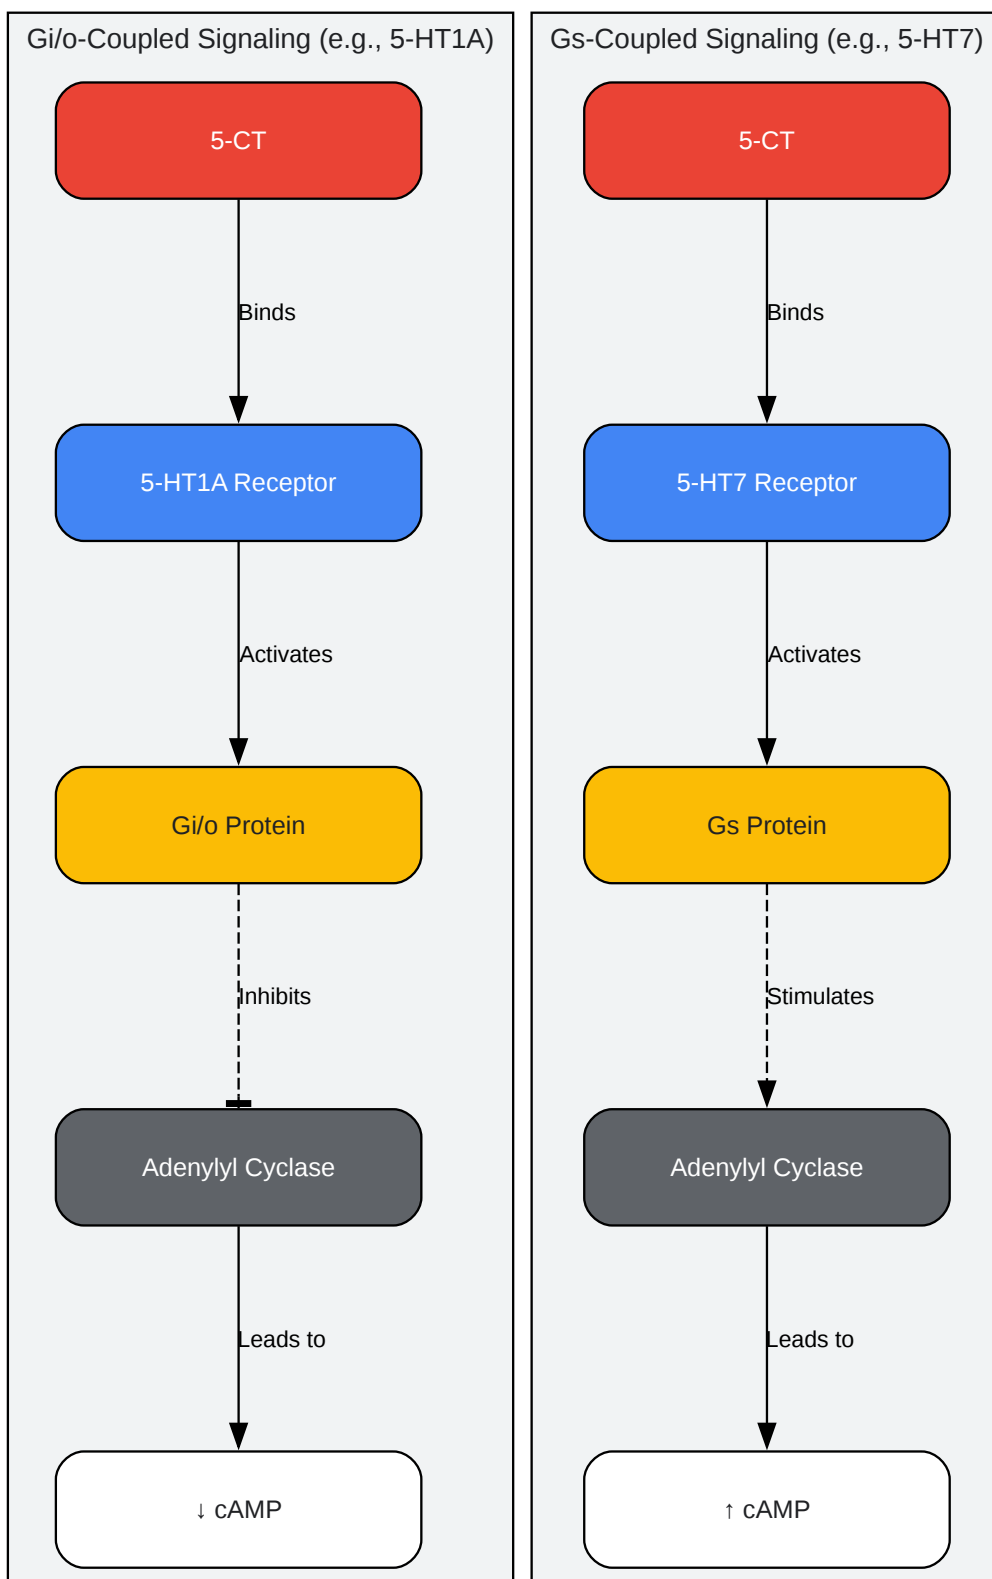 Gi/o-Coupled Signaling (e.g., 5-HT1A)
5-CT
Binds
5-HT1A Receptor
Activates
Gi/o Protein
Inhibits
Adenylyl Cyclase
Leads to
↓ cAMP
Gs-Coupled Signaling (e.g., 5-HT7)
5-CT
Binds
5-HT7 Receptor
Activates
Gs Protein
Stimulates
Adenylyl Cyclase
Leads to
↑ cAMP